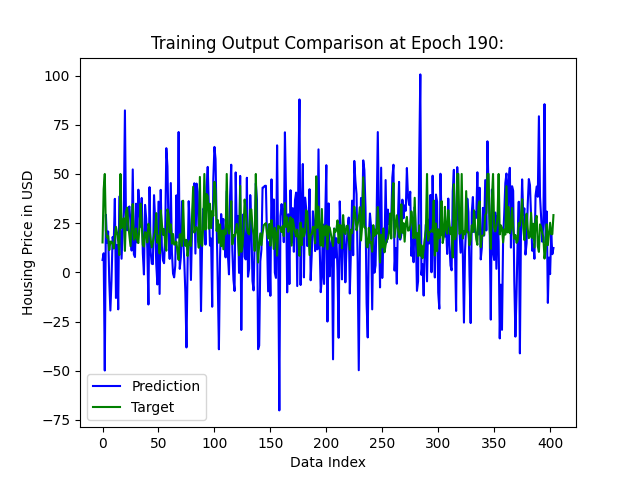 Training Output Comparison at Epoch 190:
100
75
50
25
0
−25
−50
−75
Housing Price in USD
Prediction
Target
0 50 100 150 200 250 300 350 400
Data Index